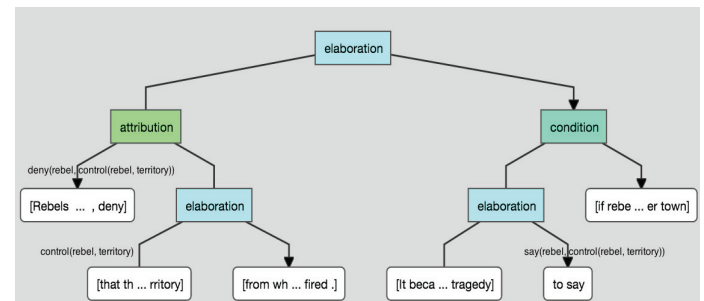 elaboration
attribution
condition
deny(rebel, control(rebel, territory))
[Rebels ... , deny]
elaboration
elaboration
[if rebe ... er town]
control(rebel, territory)
say(rebel, control(rebel, territory))
[that th ... rritory]
[from wh ... fired .]
[It beca ... tragedy]
to say